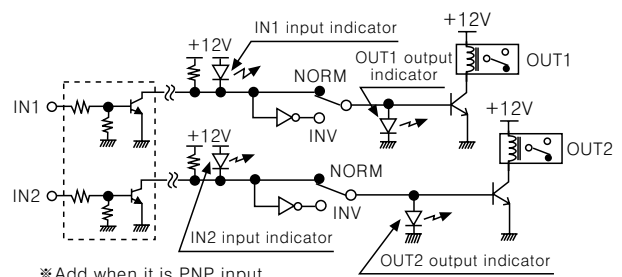 IN1 input indicator
+12V
+12V
OUT1 output
indicator
OUT1
NORM
IN1
INV
+12V
+12V
OUT2
NORM
IN2
INV
IN2 input indicator
OUT2 output indicator
※Add when it is PNP input